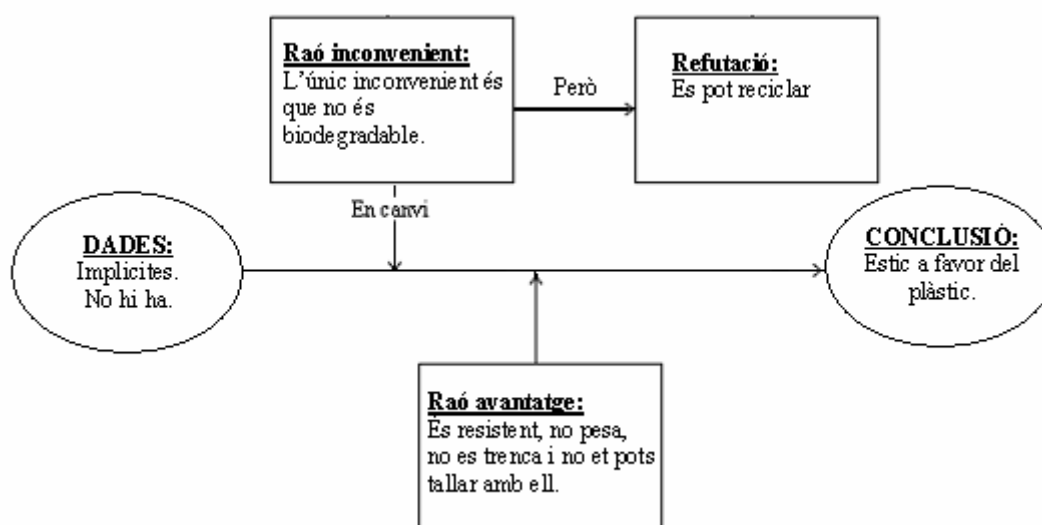 Raó inconvenient:
L'únic inconvenient és
que no és
biodegradable.
Però
Refutació:
Es pot reciclar
En canvi
DADES:
Implicites.
No hi ha.
CONCLUSIÓ:
Estic a favor del
plàstic.
Raó avantatge:
És resistent, no pesa,
no es trenca i no et pots
tallar amb ell.